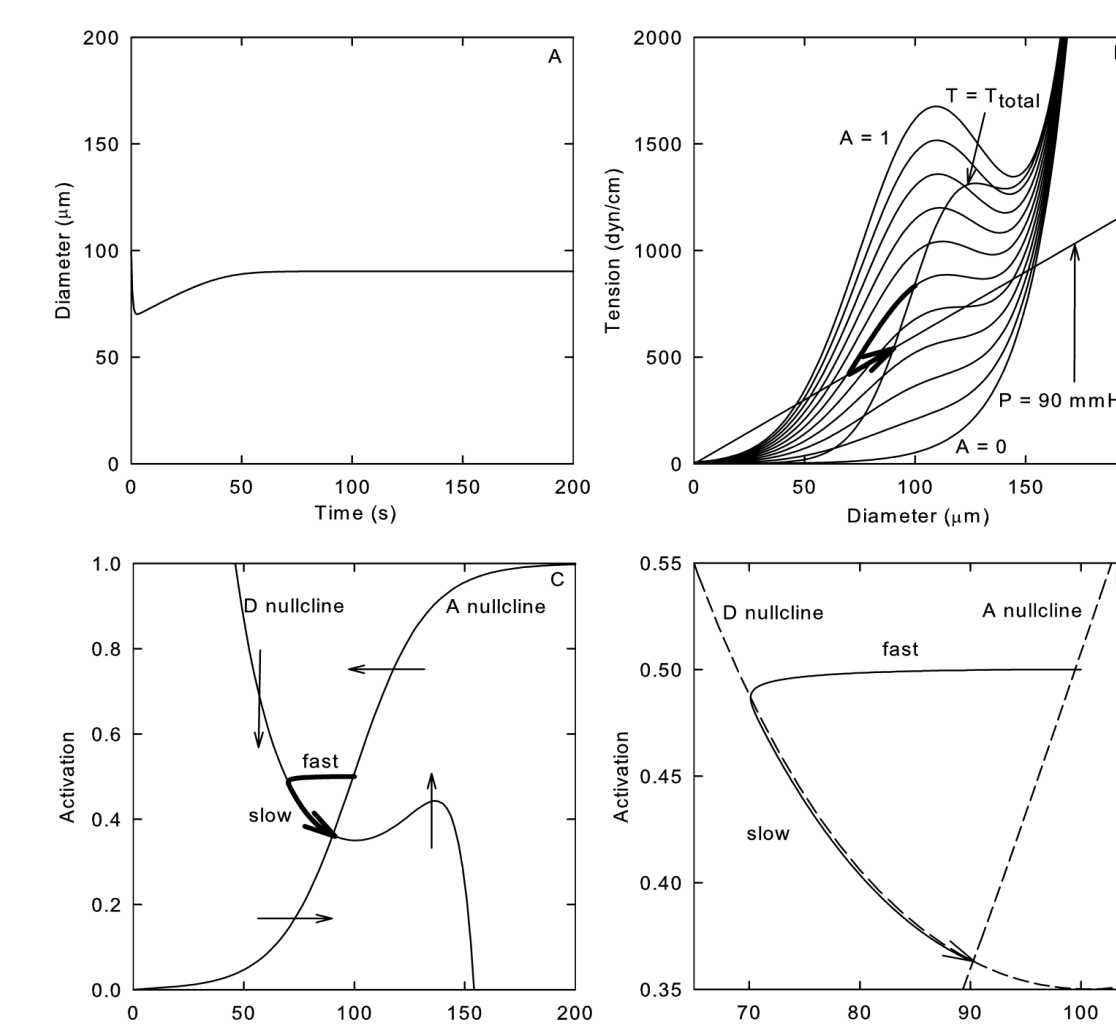 A
200
150
100
50
0
Diameter (μm)
0 50 100 150 200
Time (s)
2000
1500
1000
500
0
Tension (dyn/cm)
T = Ttotal
A = 1
P = 90 mmH
A = 0
0 50 100 150
Diameter (μm)
C
1.0
0.8
0.6
0.4
0.2
0.0
Activation
D nullcline
A nullcline
fast
slow
0 50 100 150 200
0.55
0.50
0.45
0.40
0.35
Activation
D nullcline
A nullcline
fast
slow
70 80 90 100